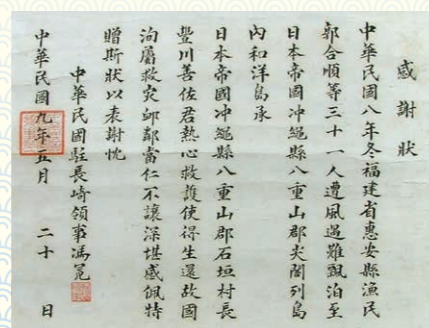 感謝狀
中華民國八年冬福建省惠安縣漁民
郭合順等三十一人遭風遇難飄泊至
日本帝國冲繩縣八重山郡尖閣列島
內和洋島承
日本帝國冲繩縣八重山郡石垣村長
豐川善佐君熱心救護使得生還故國
洵屬救灾卹鄰當仁不讓深堪感佩特
贈斯狀以表謝忱
中華民國駐長崎領事馮冕
中華民國九年五月 二十 日